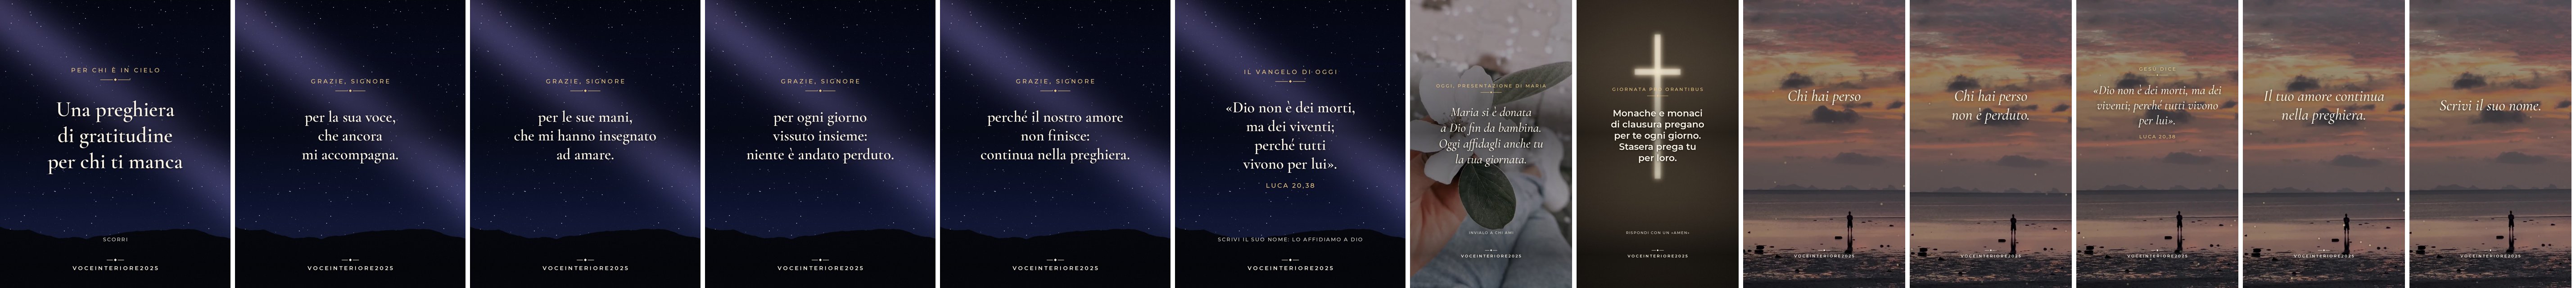 PER CHI È IN CIELO
Una preghiera
di gratitudine
per chi ti manca
SCORRI
VOCEINTERIORE2025
GRAZIE, SIGNORE
per la sua voce,
che ancora
mi accompagna.
VOCEINTERIORE2025
GRAZIE, SIGNORE
per le sue mani,
che mi hanno insegnato
ad amare.
VOCEINTERIORE2025
GRAZIE, SIGNORE
per ogni giorno
vissuto insieme:
niente è andato perduto.
VOCEINTERIORE2025
GRAZIE, SIGNORE
perché il nostro amore
non finisce:
continua nella preghiera.
VOCEINTERIORE2025
IL VANGELO DI OGGI
«Dio non è dei morti,
ma dei viventi;
perché tutti
vivono per lui».
LUCA 20,38
SCRIVI IL SUO NOME: LO AFFIDIAMO A DIO
VOCEINTERIORE2025
OGGI, PRESENTAZIONE DI MARIA
Maria si è donata
a Dio fin da bambina.
Oggi affidagli anche tu
la tua giornata.
INVIALO A CHI AMI
VOCEINTERIORE2025
GIORNATA PRO ORANTIBUS
Monache e monaci
di clausura pregano
per te ogni giorno.
Stasera prega tu
per loro.
RISPONDI CON UN «AMEN»
VOCEINTERIORE2025
Chi hai perso
VOCEINTERIORE2025
Chi hai perso
non è perduto.
VOCEINTERIORE2025
GESÙ DICE
«Dio non è dei morti, ma dei
viventi; perché tutti vivono
per lui».
LUCA 20,38
VOCEINTERIORE2025
Il tuo amore continua
nella preghiera.
VOCEINTERIORE2025
Scrivi il suo nome.
VOCEINTERIORE2025